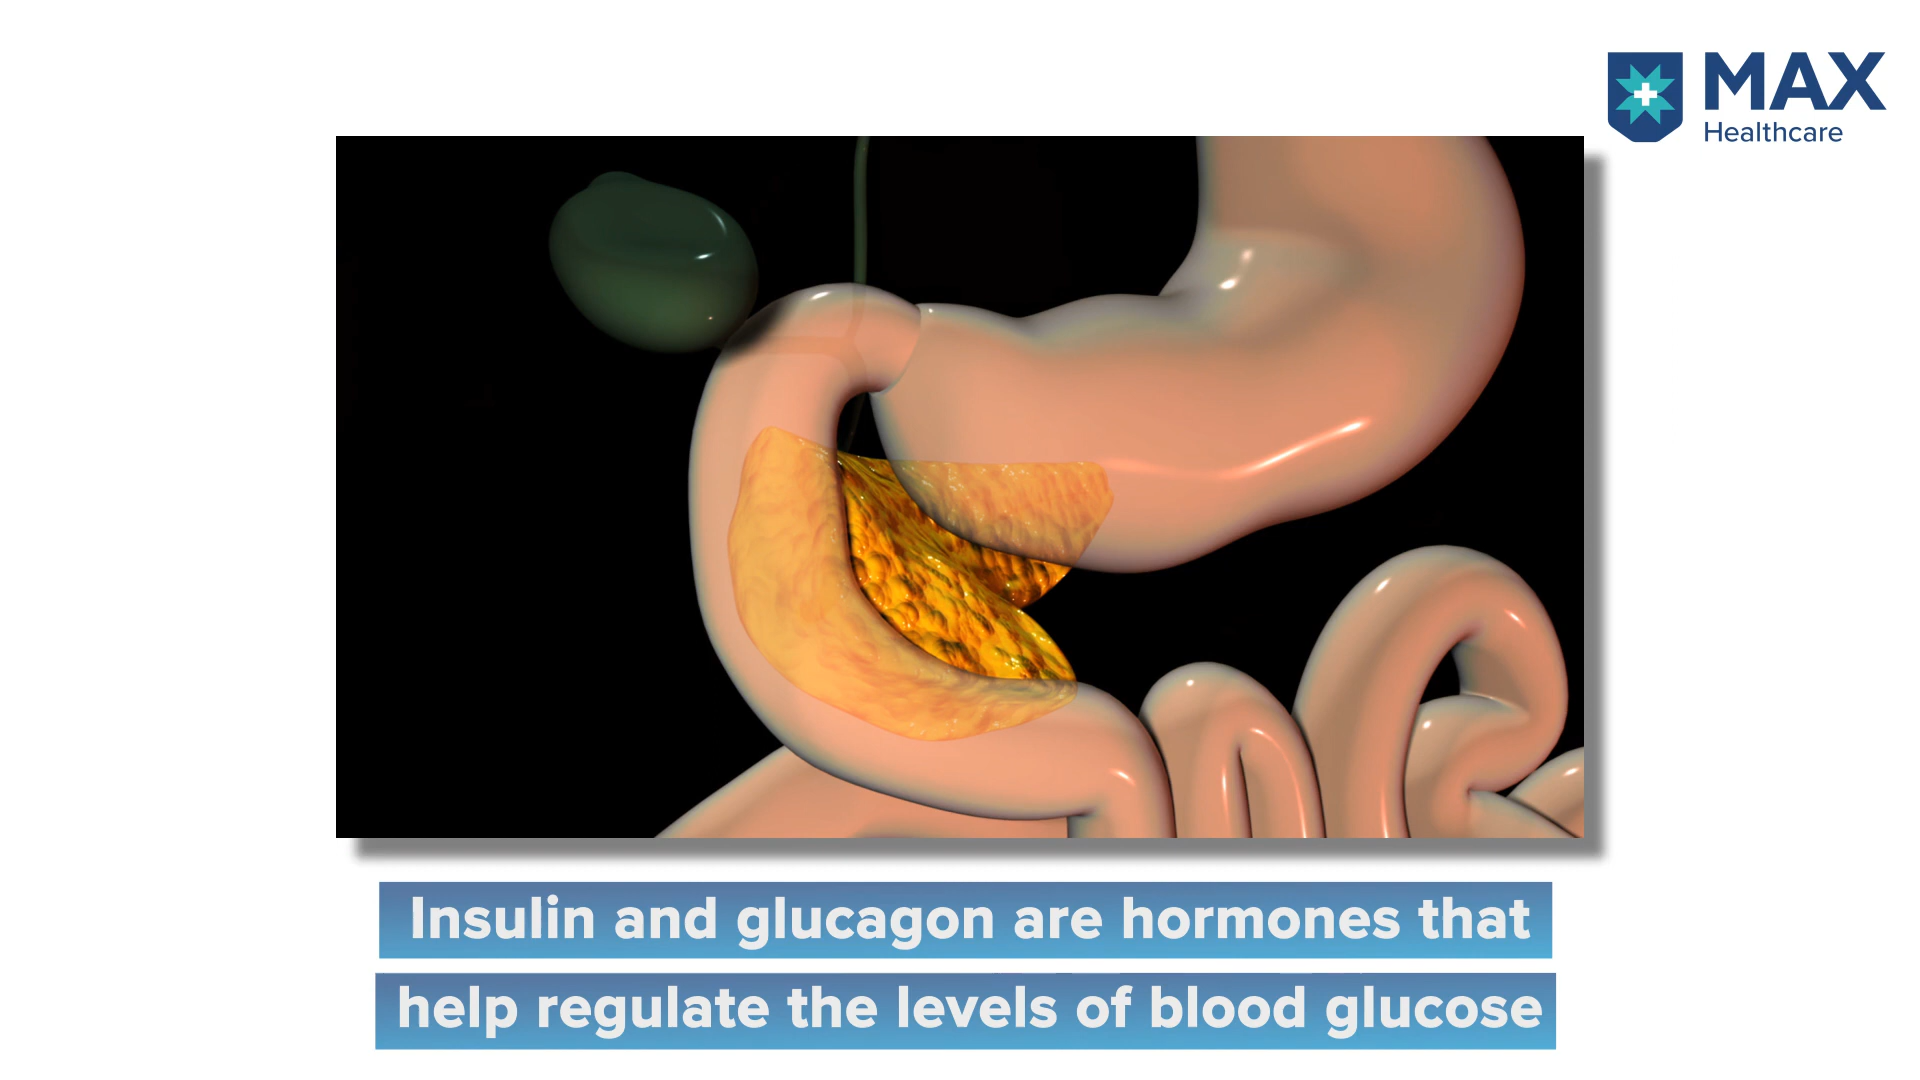 MAX
Healthcare
Insulin and glucagon are hormones that
help regulate the levels of blood glucose